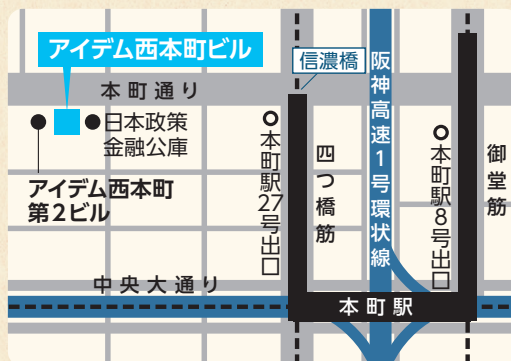 アイデム西本町ビル
信濃橋
阪神高速1号環状線
本町通り
日本政策
金融公庫
アイデム西本町
第2ビル
本町駅27号出口
四つ橋筋
本町駅8号出口
御堂筋
中央大通り
本町駅